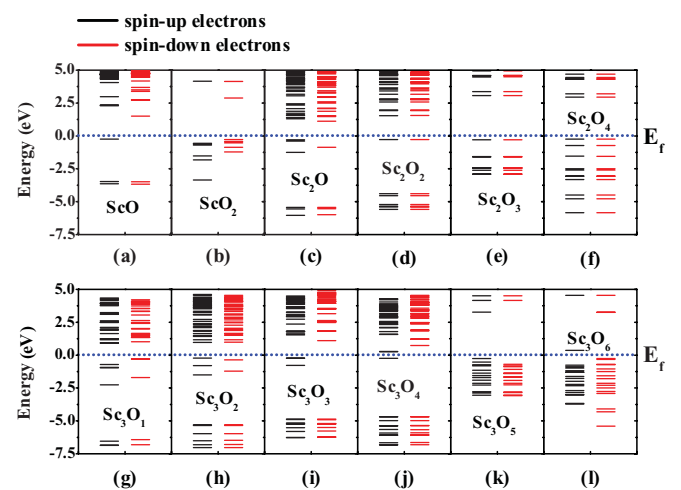 spin-up electrons
spin-down electrons
Energy (eV)
5.0
2.5
0.0
-2.5
-5.0
-7.5
ScO
ScO2
Sc2O
Sc2O2
Sc2O3
Sc2O4
Ef
(a) (b) (c) (d) (e) (f)
Energy (eV)
5.0
2.5
0.0
-2.5
-5.0
-7.5
Sc3O1
Sc3O2
Sc3O3
Sc3O4
Sc3O5
Sc3O6
Ef
(g) (h) (i) (j) (k) (l)